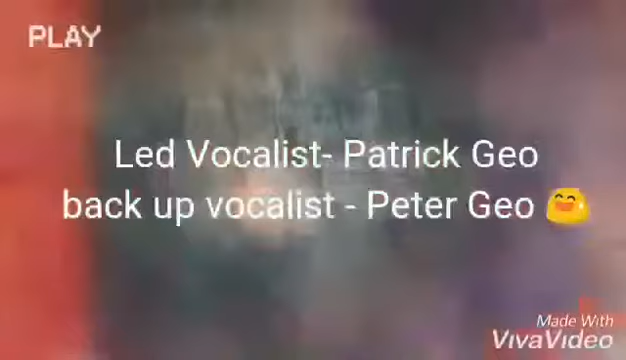 PLAY
Led Vocalist- Patrick Geo
back up vocalist - Peter Geo 😄
Made With
VivaVideo